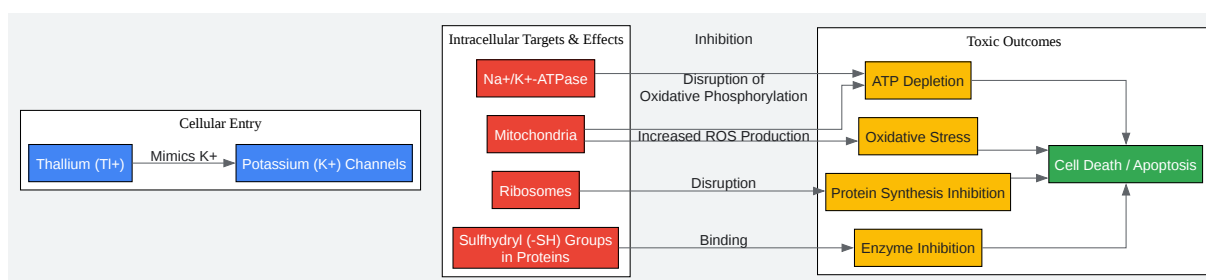 Cellular Entry
Thallium (Tl+)
Mimics K+
Potassium (K+) Channels
Intracellular Targets & Effects
Na+/K+-ATPase
Mitochondria
Ribosomes
Sulfhydryl (-SH) Groups
in Proteins
Inhibition
Disruption of
Oxidative Phosphorylation
Increased ROS Production
Disruption
Binding
Toxic Outcomes
ATP Depletion
Oxidative Stress
Protein Synthesis Inhibition
Enzyme Inhibition
Cell Death / Apoptosis